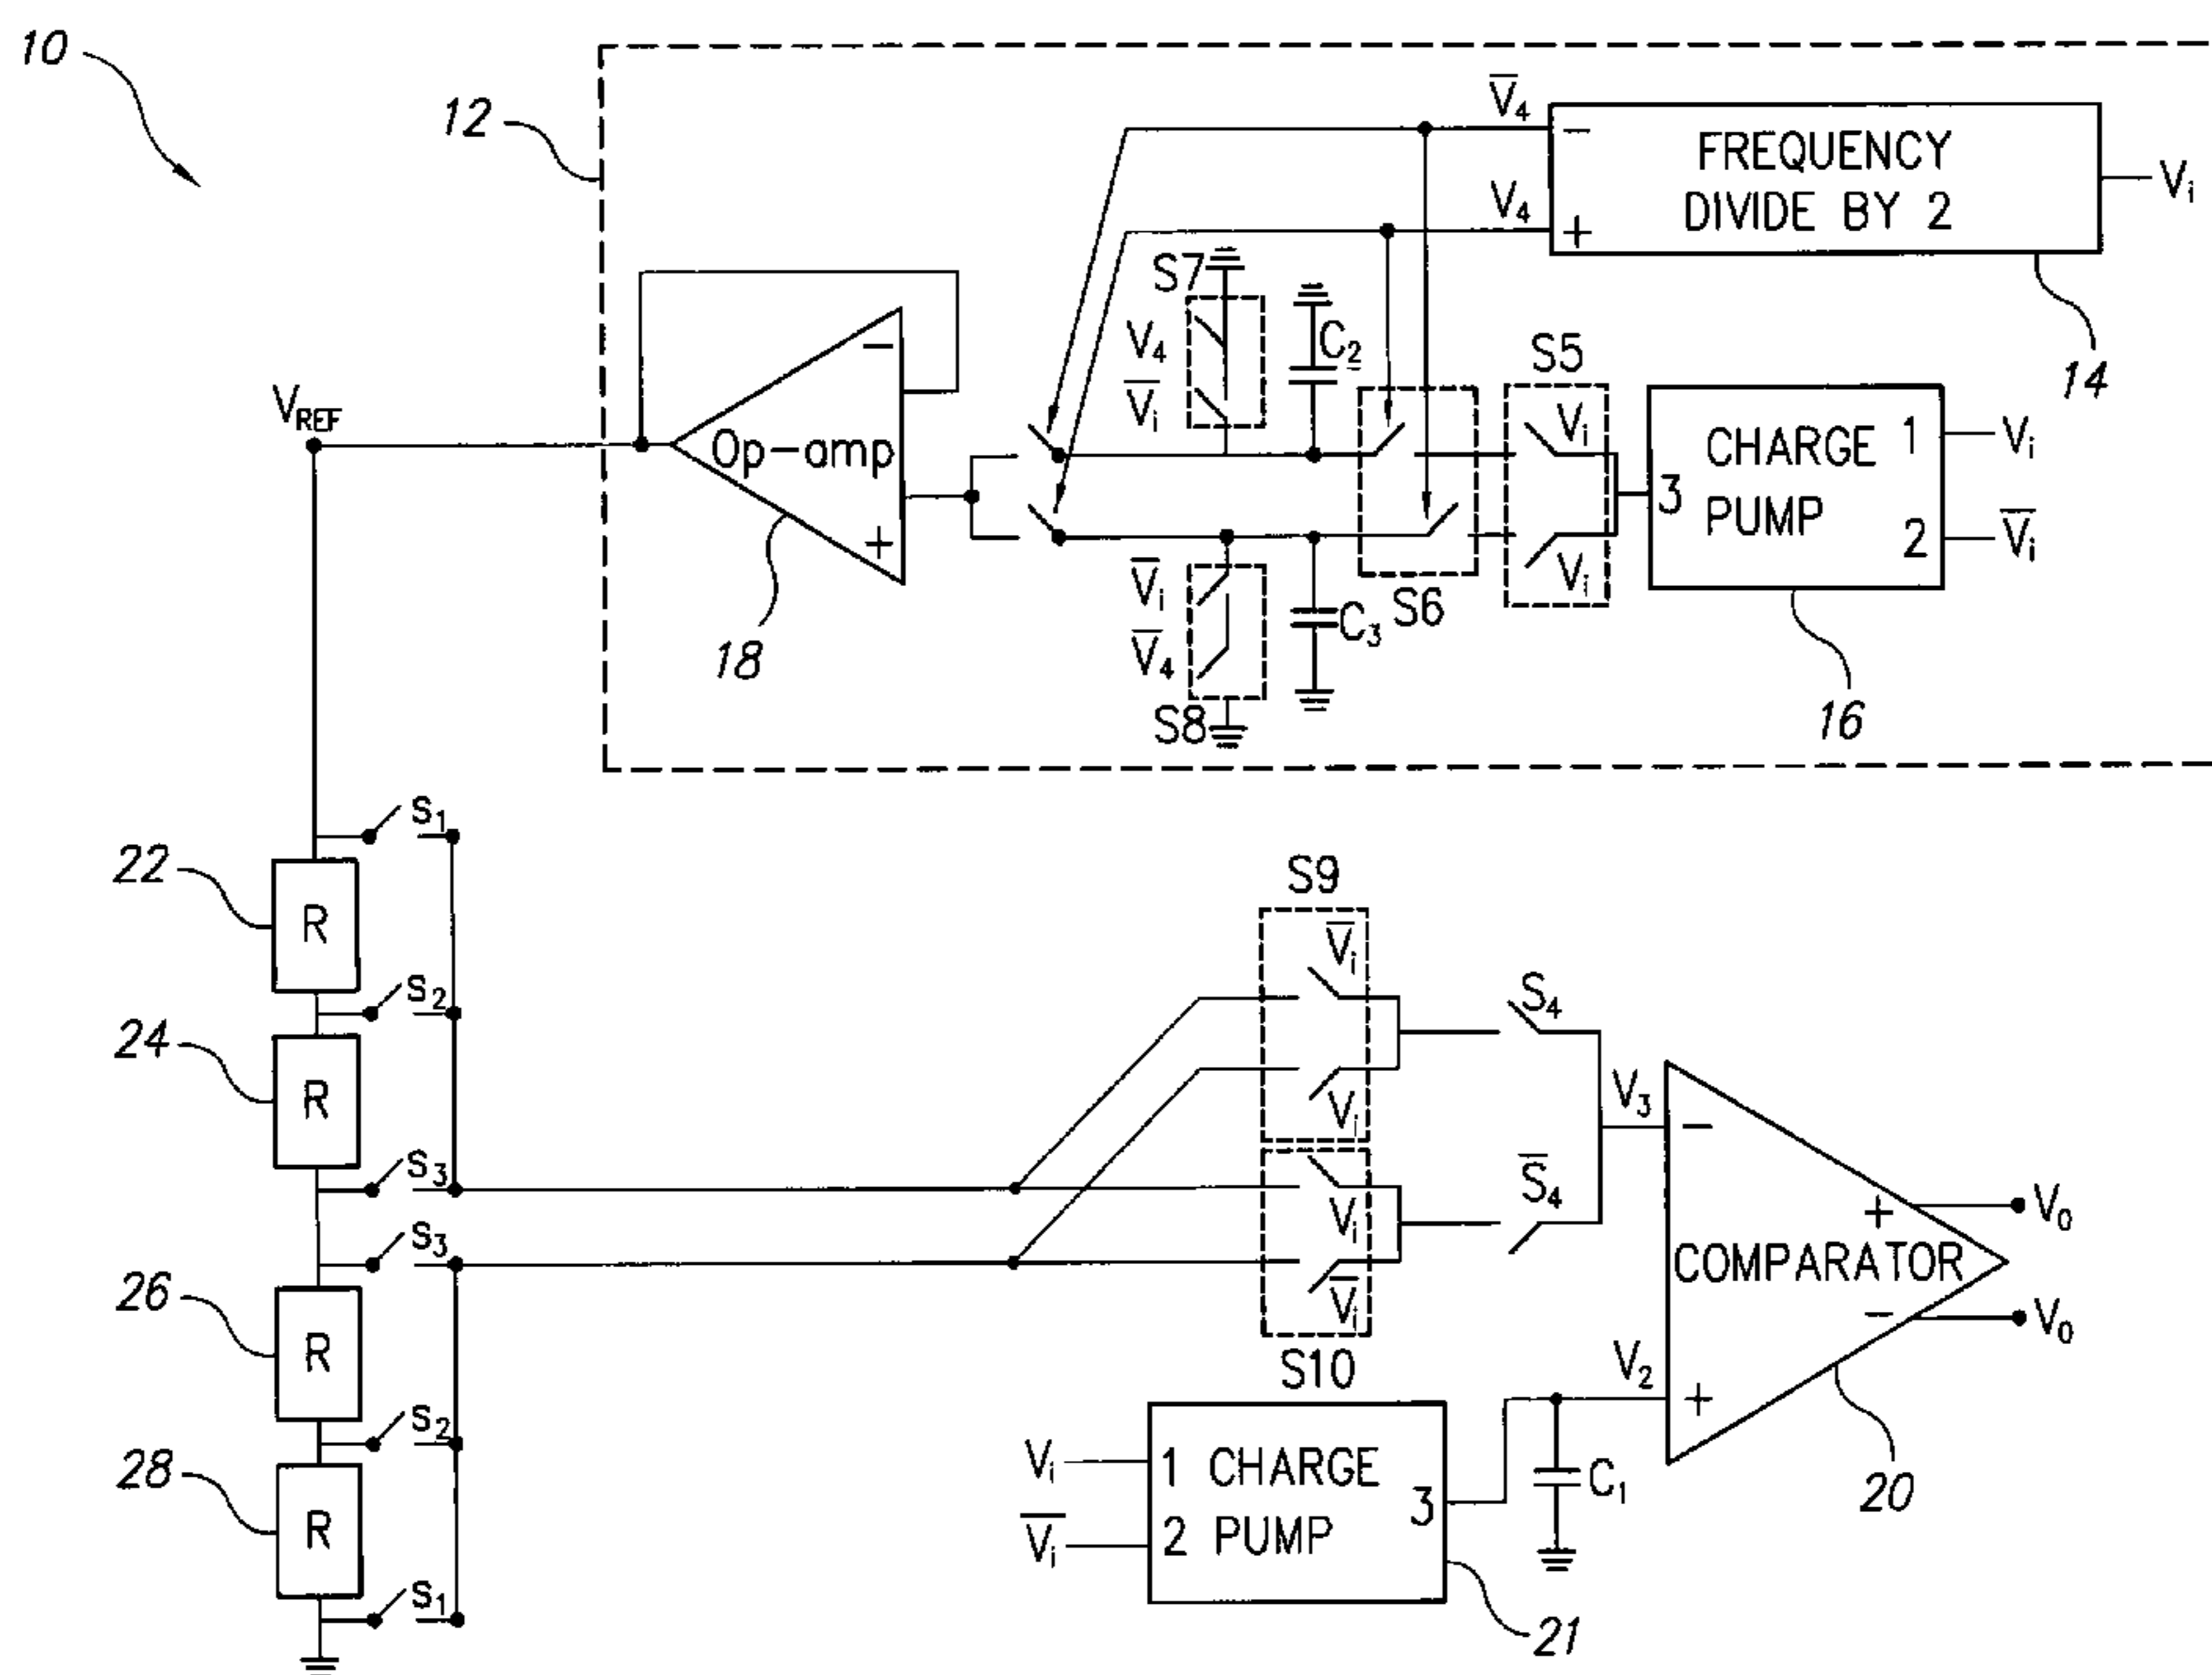 10
12
V̅₄
FREQUENCY
DIVIDE BY 2
−
+
V₄
Vᵢ
14
S7
V₄
V̅ᵢ
C₂
S5
Vᵢ
Vᵢ
S6
CHARGE
PUMP
1
2
3
Vᵢ
V̅ᵢ
16
V_REF
Op-amp
−
+
18
V̅ᵢ
V̅₄
S8
C₃
S₁
22
R
S₂
24
R
S₃
S₃
26
R
S₂
28
R
S₁
S9
V̅ᵢ
Vᵢ
Vᵢ
V̅ᵢ
S10
S₄
S̅₄
V₃
−
COMPARATOR
+
V₀
−
V₀
V₂
+
20
Vᵢ
V̅ᵢ
1 CHARGE
2 PUMP
3
C₁
21